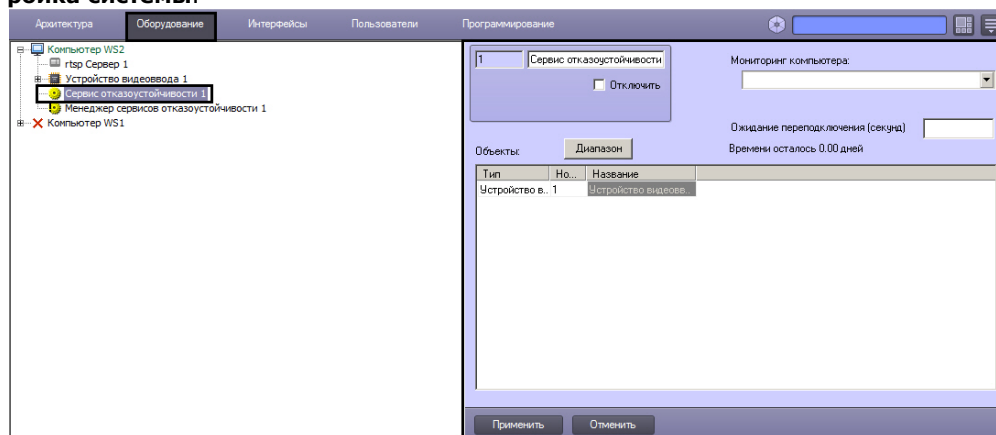 ройка системы.
Архитектура Оборудование Интерфейсы Пользователи Программирование
Компьютер WS2
rtsp Сервер 1
Устройство видеоввода 1
Сервис отказоустойчивости 1
Менеджер сервисов отказоустойчивости 1
Компьютер WS1
1 Сервис отказоустойчивости
Отключить
Мониторинг компьютера:
Ожидание переподключения (секунд)
Времени осталось 0.00 дней
Объекты: Диапазон
Тип Но... Название
Устройство в.. 1 Устройство видеовв...
Применить Отменить